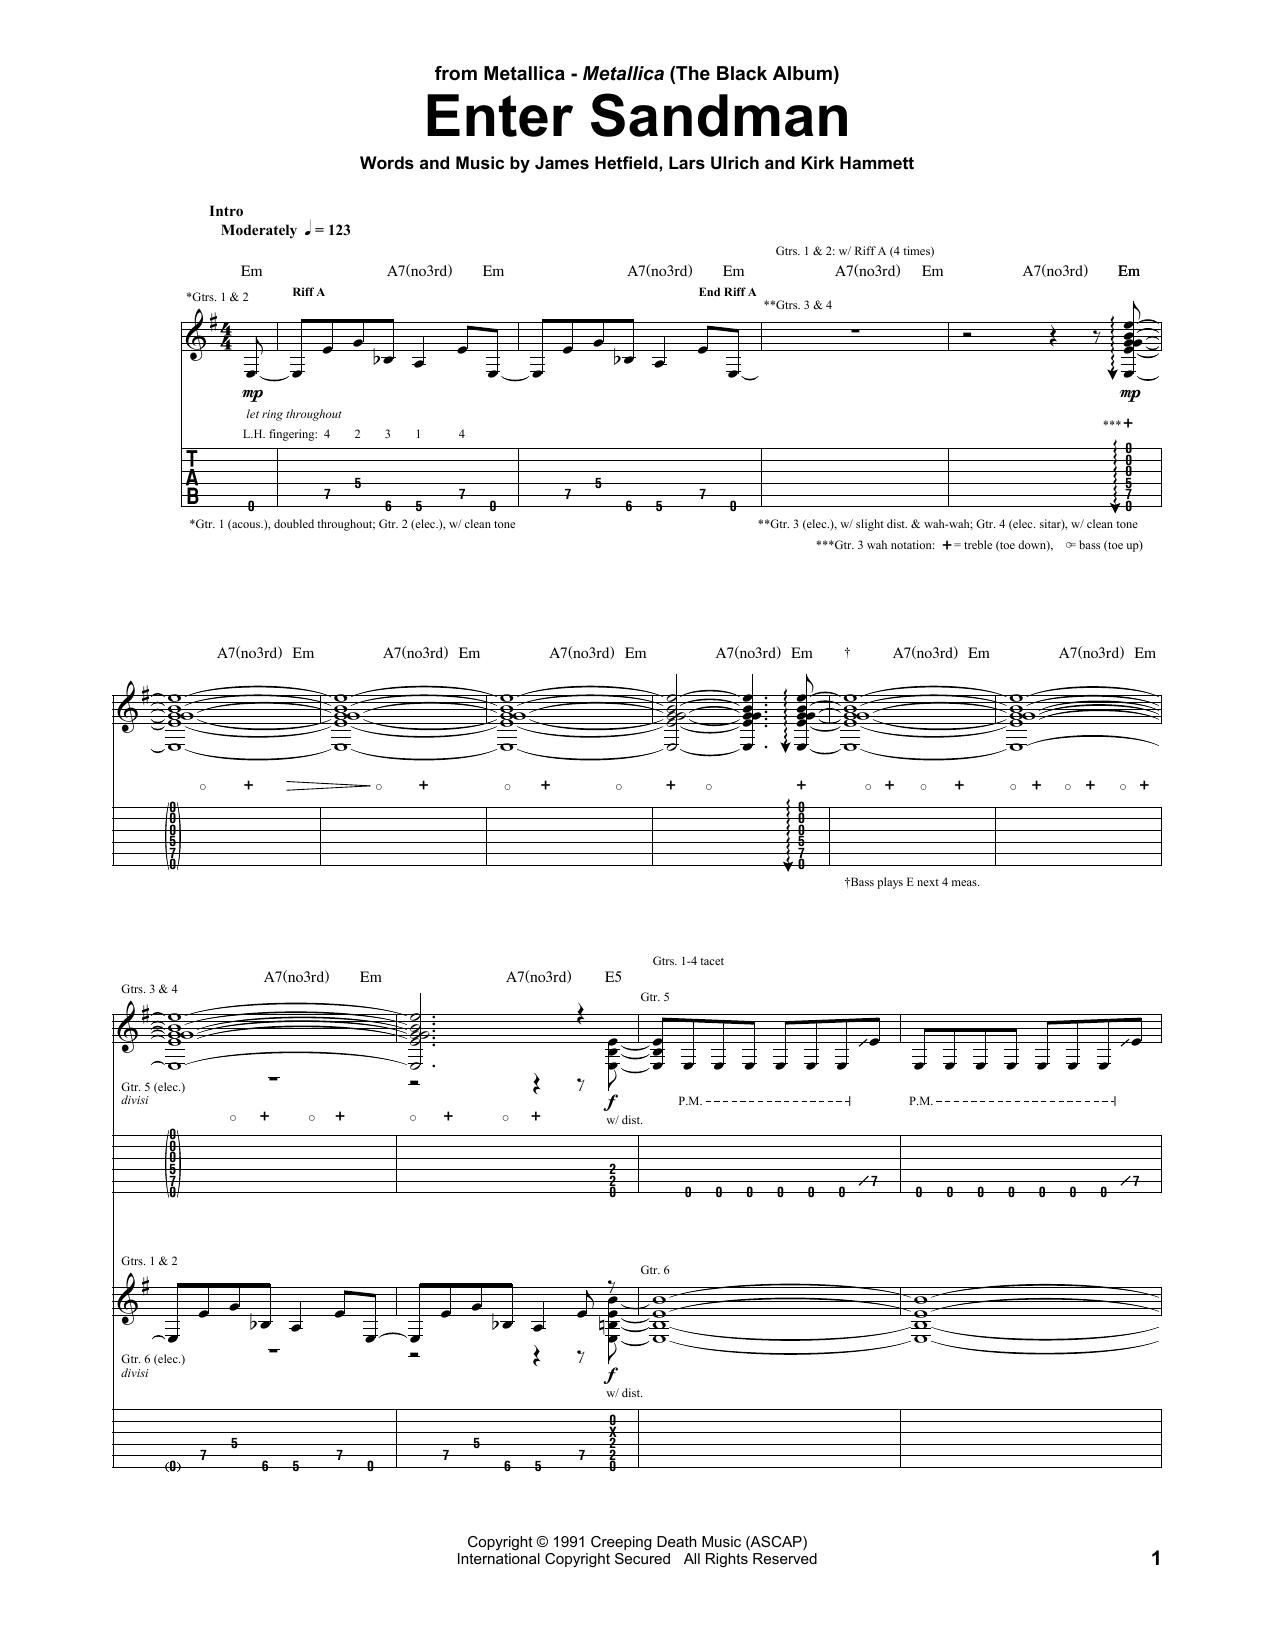 from Metallica - Metallica (The Black Album)
Enter Sandman
Words and Music by James Hetfield, Lars Ulrich and Kirk Hammett
Intro
Moderately ♩ = 123
Gtrs. 1 & 2: w/ Riff A (4 times)
Em A7(no3rd) Em A7(no3rd) Em A7(no3rd) Em A7(no3rd) Em
*Gtrs. 1 & 2 Riff A End Riff A **Gtrs. 3 & 4
4
4
mp mp
let ring throughout
L.H. fingering: 4 2 3 1 4
*** +
T
A
B
0 7 5 6 5 7 0 7 5 6 5 7 0 0 0 0 5 7 0
*Gtr. 1 (acous.), doubled throughout; Gtr. 2 (elec.), w/ clean tone **Gtr. 3 (elec.), w/ slight dist. & wah-wah; Gtr. 4 (elec. sitar), w/ clean tone
***Gtr. 3 wah notation: + = treble (toe down), ○= bass (toe up)
A7(no3rd) Em A7(no3rd) Em A7(no3rd) Em A7(no3rd) Em † A7(no3rd) Em A7(no3rd) Em
○ + ○ + ○ + ○ + ○ + ○ + ○ + ○ + ○ + ○ +
(0 0 0 5 7 0) 0 0 0 5 7 0
†Bass plays E next 4 meas.
Gtrs. 1-4 tacet
A7(no3rd) Em A7(no3rd) E5
Gtrs. 3 & 4 Gtr. 5
Gtr. 5 (elec.)
divisi
f
P.M. P.M.
○ + ○ + ○ + ○ +
w/ dist.
(0 0 0 5 7 0) 2 2 0 0 0 0 0 0 0 7 0 0 0 0 0 0 0 7
Gtrs. 1 & 2 Gtr. 6
Gtr. 6 (elec.)
divisi
f
w/ dist.
(0) 7 5 6 5 7 0 7 5 6 5 7 0 X 2 2 0
Copyright © 1991 Creeping Death Music (ASCAP)
International Copyright Secured All Rights Reserved
1